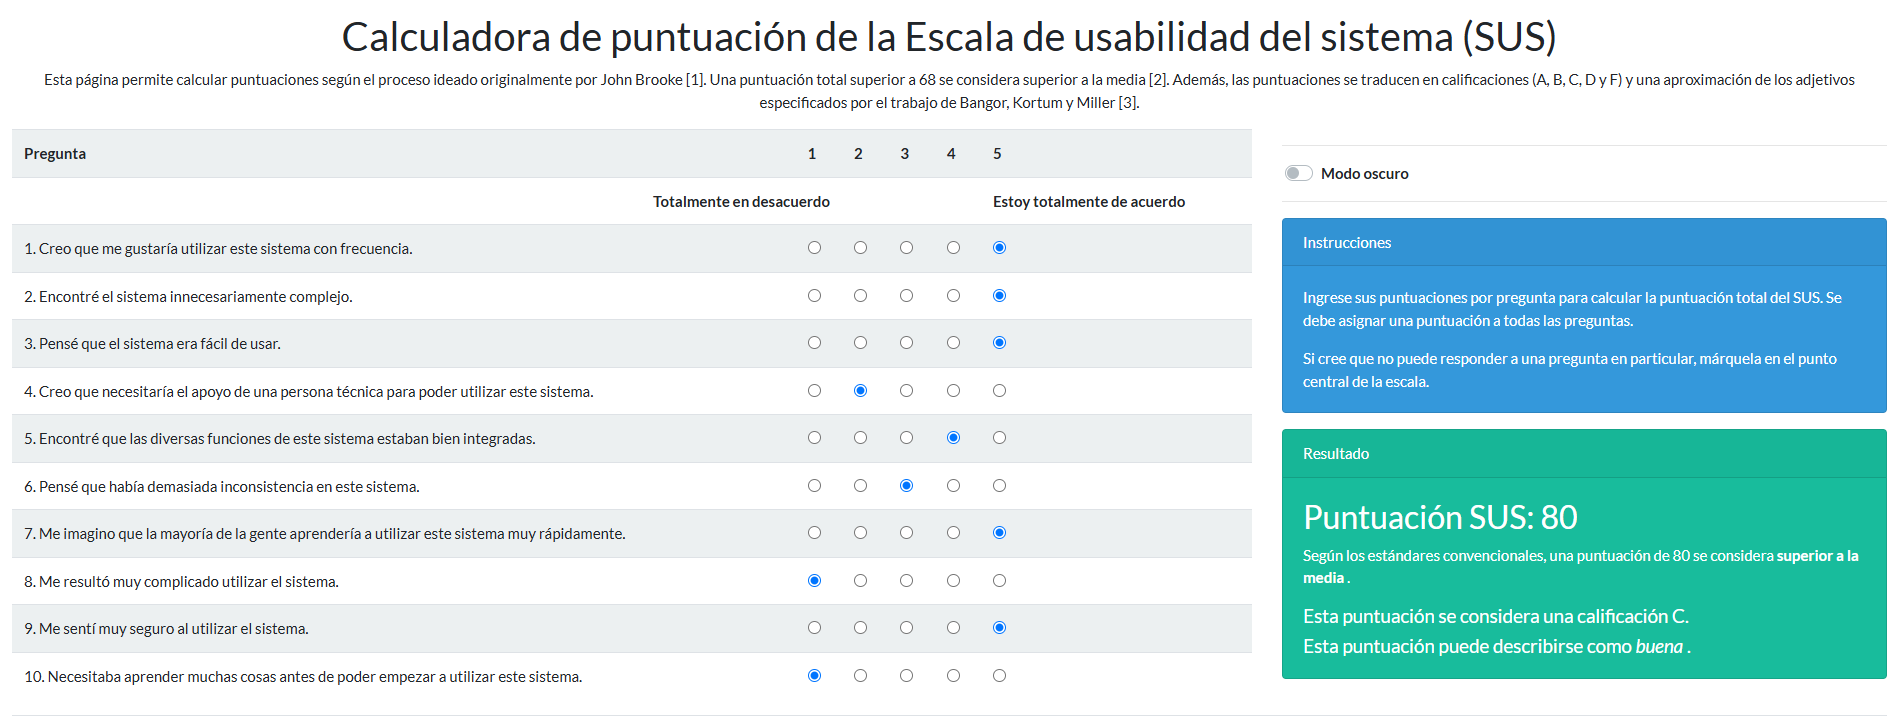 Calculadora de puntuación de la Escala de usabilidad del sistema (SUS)
Esta página permite calcular puntuaciones según el proceso ideado originalmente por John Brooke [1]. Una puntuación total superior a 68 se considera superior a la media [2]. Además, las puntuaciones se traducen en calificaciones (A, B, C, D y F) y una aproximación de los adjetivos
especificados por el trabajo de Bangor, Kortum y Miller [3].
Pregunta 1 2 3 4 5
Totalmente en desacuerdo Estoy totalmente de acuerdo
1. Creo que me gustaría utilizar este sistema con frecuencia.
2. Encontré el sistema innecesariamente complejo.
3. Pensé que el sistema era fácil de usar.
4. Creo que necesitaría el apoyo de una persona técnica para poder utilizar este sistema.
5. Encontré que las diversas funciones de este sistema estaban bien integradas.
6. Pensé que había demasiada inconsistencia en este sistema.
7. Me imagino que la mayoría de la gente aprendería a utilizar este sistema muy rápidamente.
8. Me resultó muy complicado utilizar el sistema.
9. Me sentí muy seguro al utilizar el sistema.
10. Necesitaba aprender muchas cosas antes de poder empezar a utilizar este sistema.
Modo oscuro
Instrucciones
Ingrese sus puntuaciones por pregunta para calcular la puntuación total del SUS. Se
debe asignar una puntuación a todas las preguntas.
Si cree que no puede responder a una pregunta en particular, márquela en el punto
central de la escala.
Resultado
Puntuación SUS: 80
Según los estándares convencionales, una puntuación de 80 se considera superior a la
media .
Esta puntuación se considera una calificación C.
Esta puntuación puede describirse como buena .